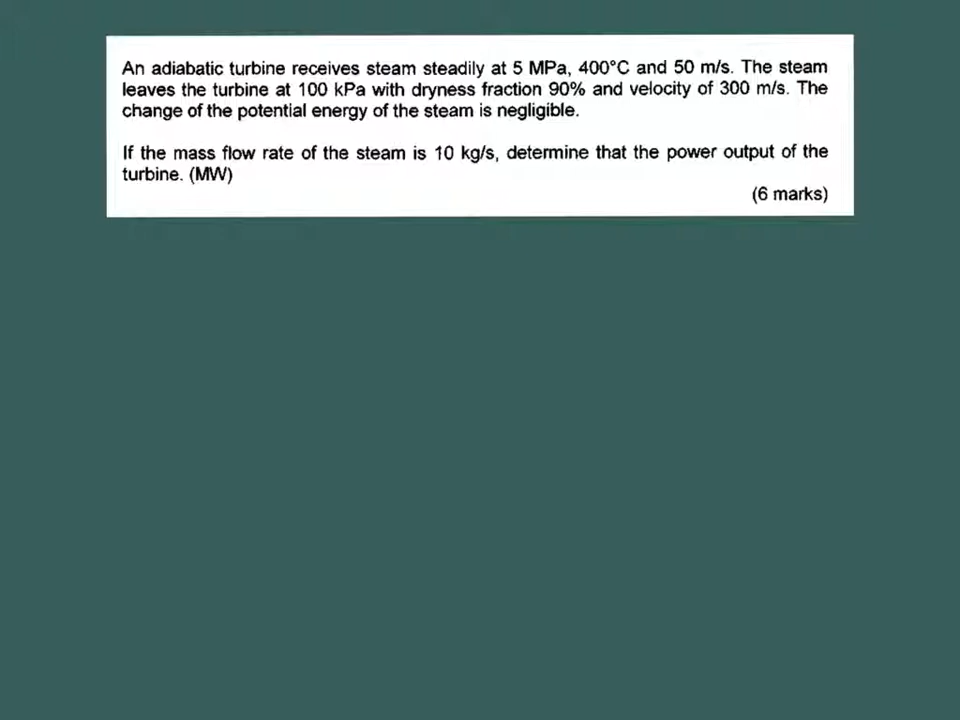 An adiabatic turbine receives steam steadily at 5 MPa, 400°C and 50 m/s. The steam
leaves the turbine at 100 kPa with dryness fraction 90% and velocity of 300 m/s. The
change of the potential energy of the steam is negligible.
If the mass flow rate of the steam is 10 kg/s, determine that the power output of the
turbine. (MW)
(6 marks)